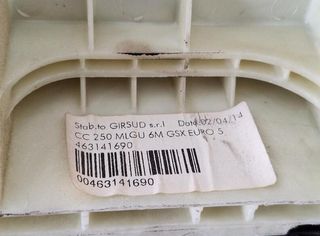 Stab.to GIRSUD s.r.l Data:02/04/14
CC 250 MLGU 6M GSX EURO 5
463141690
00463141690